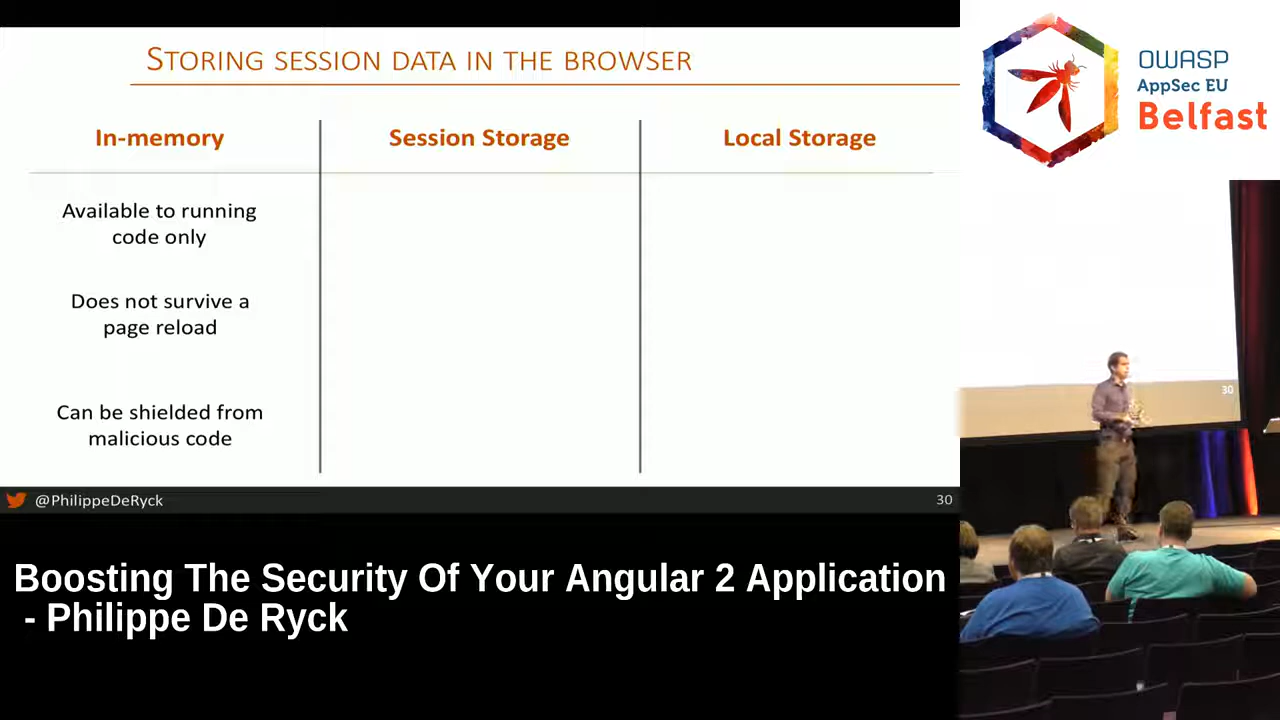 STORING SESSION DATA IN THE BROWSER
In-memory
Session Storage
Local Storage
Available to running
code only
Does not survive a
page reload
Can be shielded from
malicious code
@PhilippeDeRyck
30
OWASP
AppSec EU
Belfast
30
Boosting The Security Of Your Angular 2 Application
- Philippe De Ryck